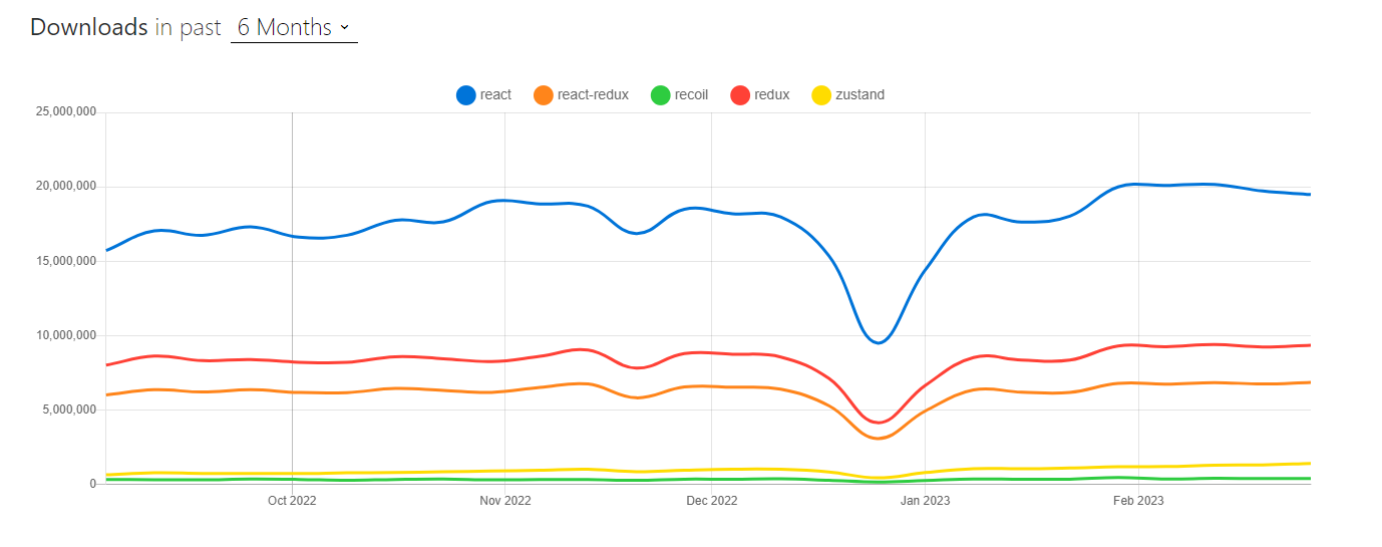 Downloads in past 6 Months
react react-redux recoil redux zustand
25,000,000
20,000,000
15,000,000
10,000,000
5,000,000
0
Oct 2022 Nov 2022 Dec 2022 Jan 2023 Feb 2023